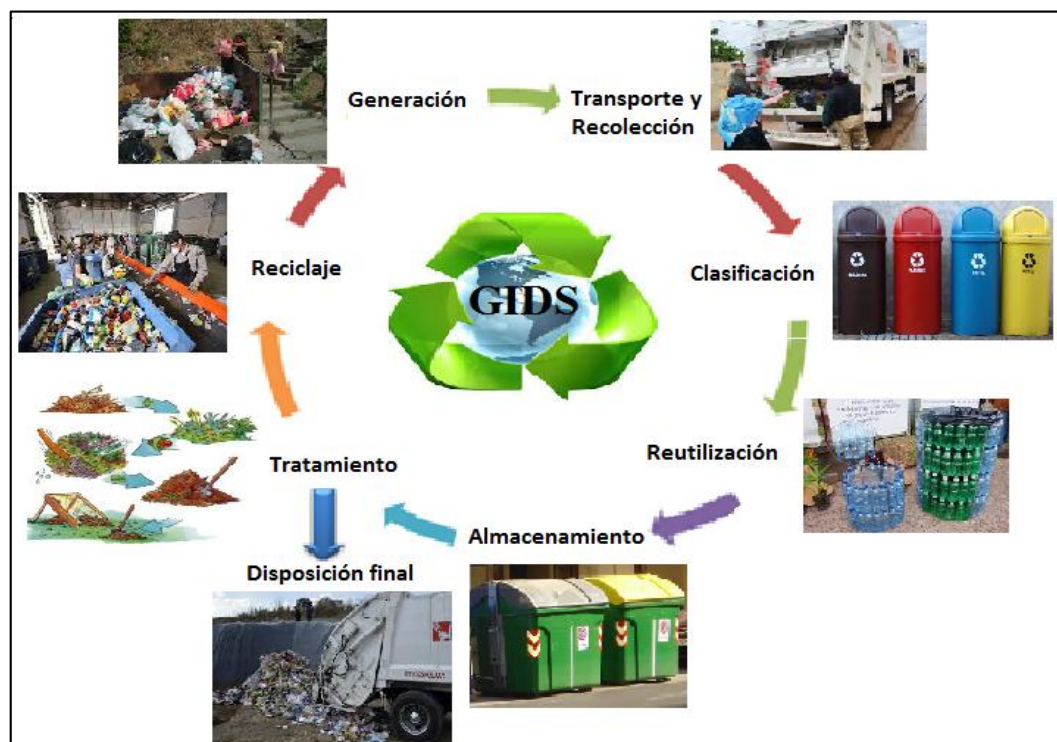 Generación
Transporte y
Recolección
Reciclaje
GIDS
Clasificación
Reutilización
Tratamiento
Almacenamiento
Disposición final